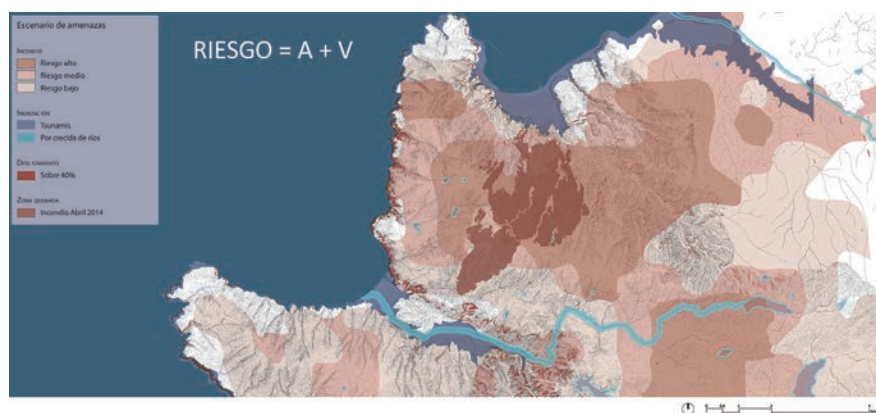 Escenario de amenazas
RIESGO = A + V
INCENDIO
Riesgo alto
Riesgo medio
Riesgo bajo
INUNDACIÓN
Tsunamis
Por crecida de ríos
Sobre 40%
ZONA QUEMADA
Incendio Abril 2014